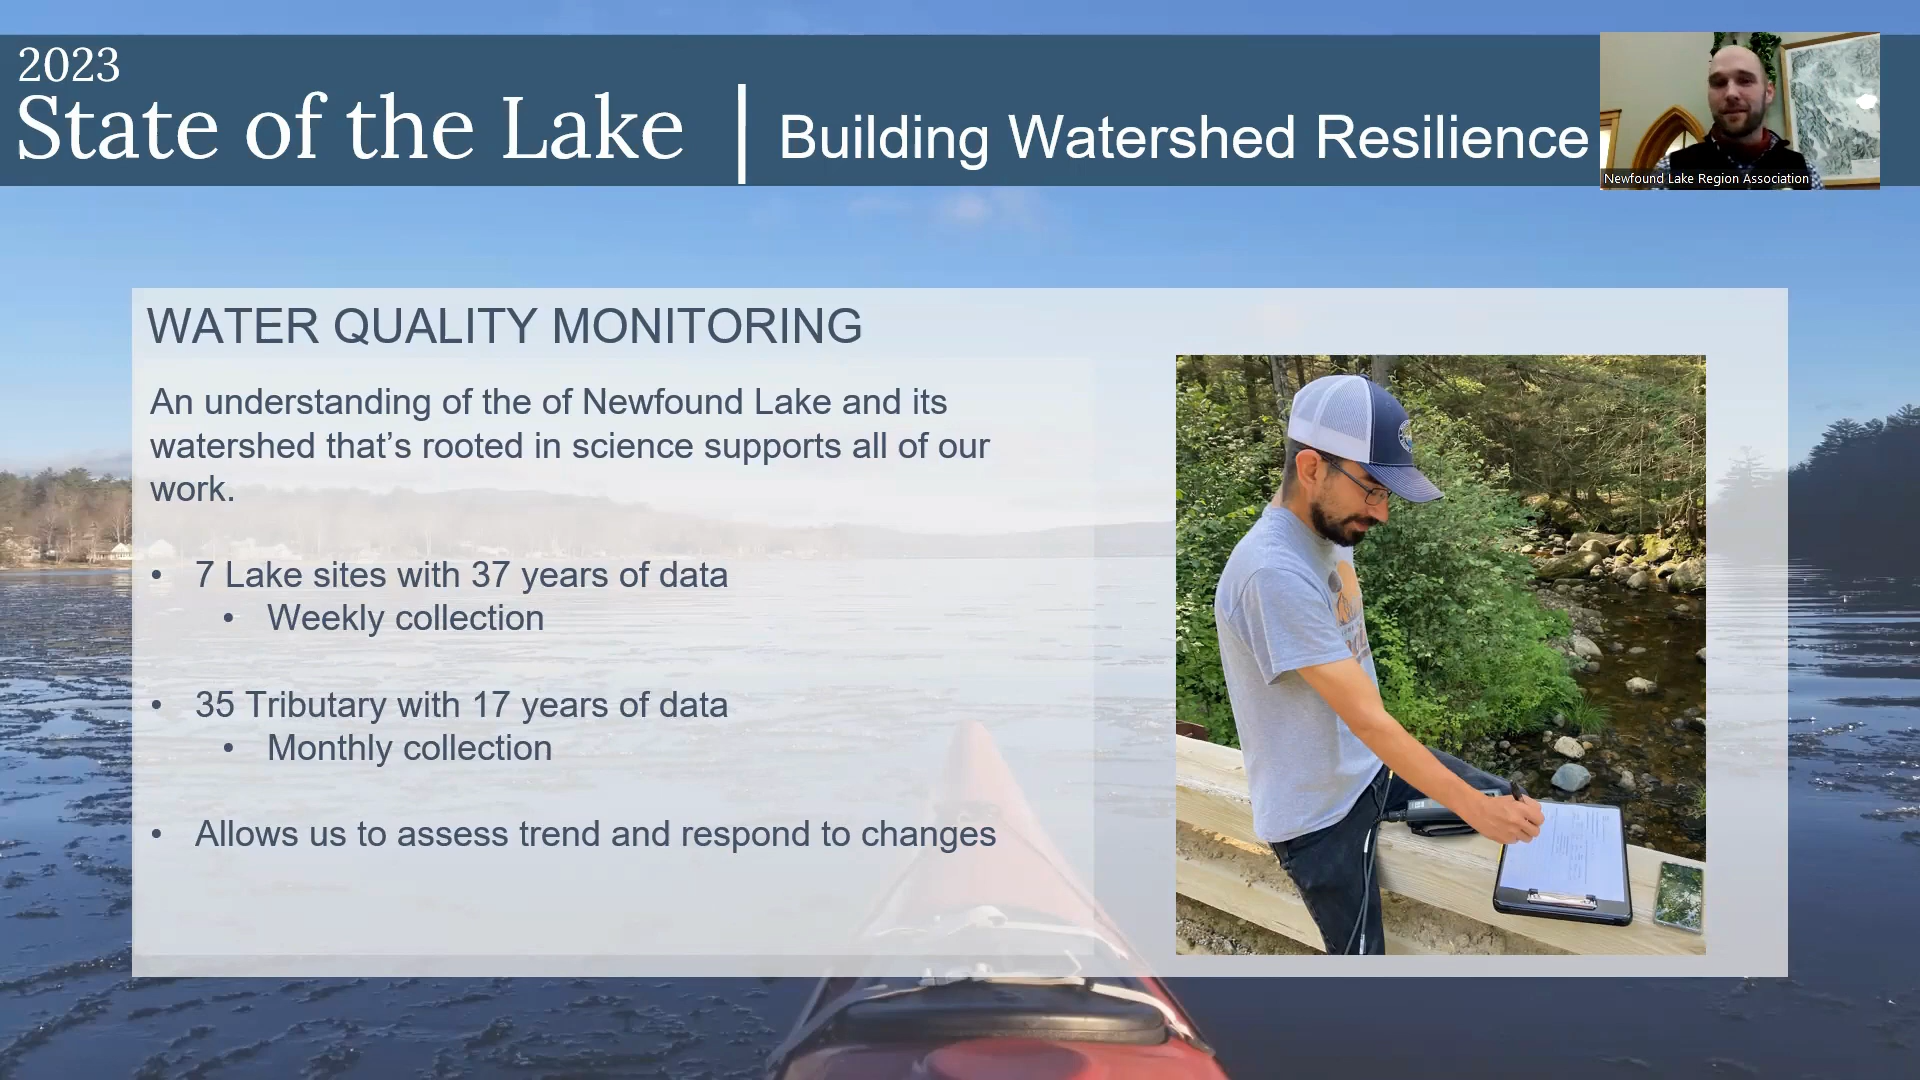 2023
State of the Lake
Building Watershed Resilience
Newfound Lake Region Association
WATER QUALITY MONITORING
An understanding of the of Newfound Lake and its
watershed that’s rooted in science supports all of our
work.
• 7 Lake sites with 37 years of data
• Weekly collection
• 35 Tributary with 17 years of data
• Monthly collection
• Allows us to assess trend and respond to changes